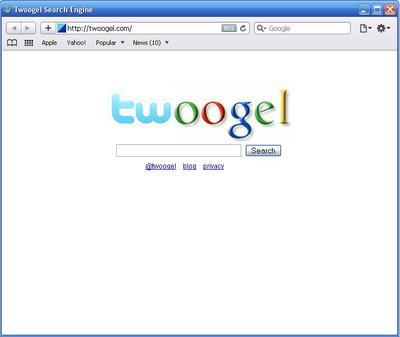 Twoogel Search Engine
http://twoogel.com/ RSS Google
Apple Yahoo! Popular News (10)
twoogel
Search
@twoogel blog privacy